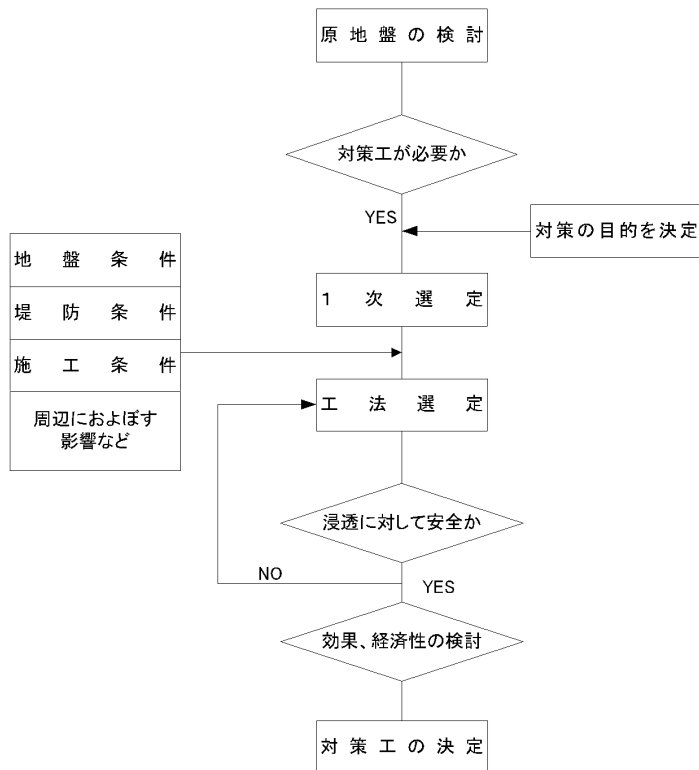 原地盤の検討
対策工が必要か
YES
対策の目的を決定
地盤条件
堤防条件
施工条件
周辺におよぼす
影響など
1次選定
工法選定
浸透に対して安全か
NO
YES
効果、経済性の検討
対策工の決定